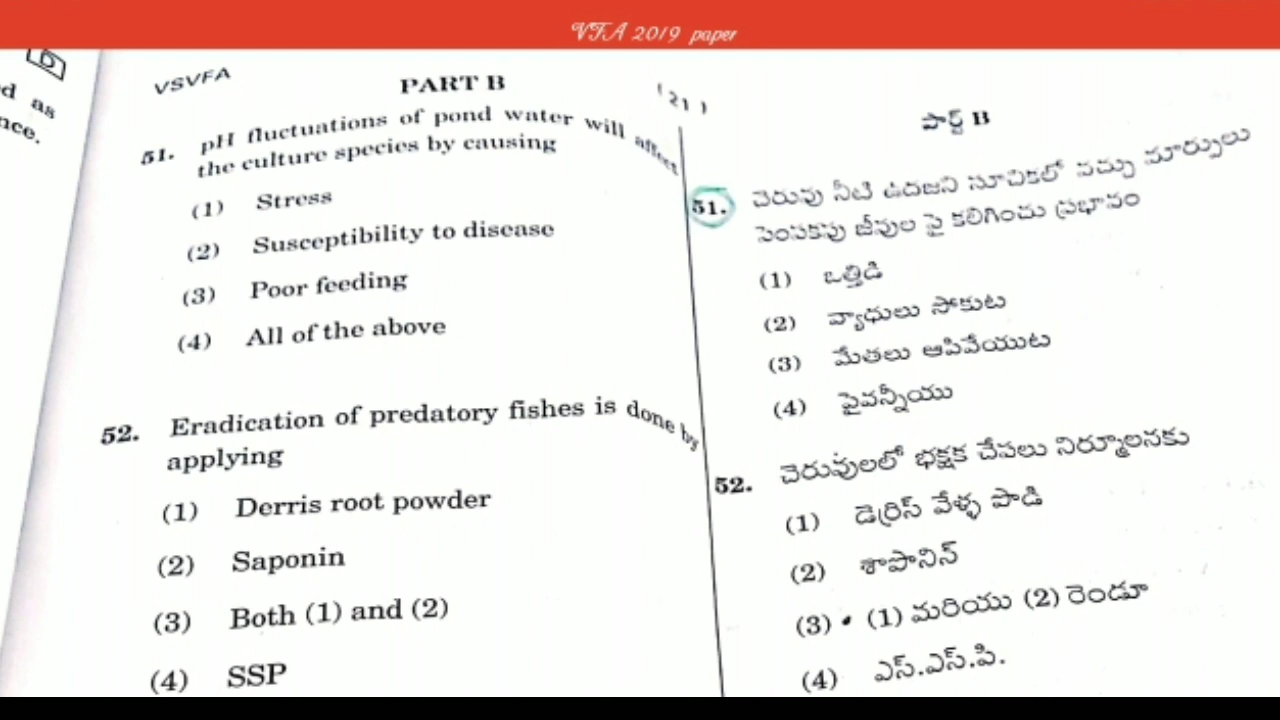 VFA 2019 paper
D
d as
nce.
VSVFA
PART B
51. pH fluctuations of pond water will affect
the culture species by causing
(1) Stress
(2) Susceptibility to disease
(3) Poor feeding
(4) All of the above
52. Eradication of predatory fishes is done by
applying
(1) Derris root powder
(2) Saponin
(3) Both (1) and (2)
(4) SSP
(21)
పార్ట్ B
51. చెరువు నీటి ఉదజని సూచికలో వచ్చు మార్పులు
పెంపకపు జీవుల పై కలిగించు ప్రభావం
(1) ఒత్తిడి
(2) వ్యాధులు సోకుట
(3) మేతలు ఆపివేయుట
(4) పైవన్నీయు
52. చెరువులలో భక్షక చేపలు నిర్మూలనకు
(1) డెర్రిస్ వేళ్ళ పొడి
(2) శాపొనిన్
(3) (1) మరియు (2) రెండూ
(4) ఎస్.ఎస్.పి.